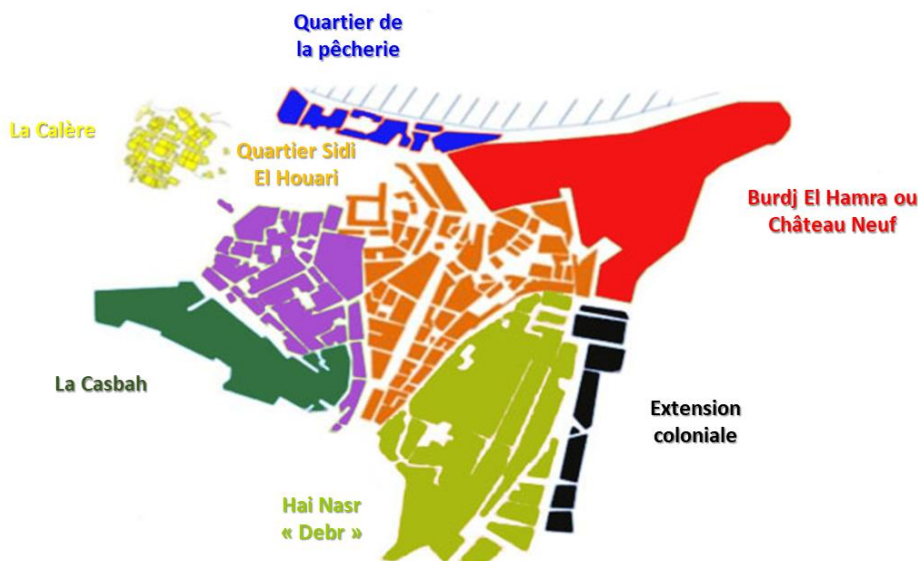 Quartier de
la pêcherie
La Calère
Quartier Sidi
El Houari
Burdj El Hamra ou
Château Neuf
La Casbah
Extension
coloniale
Hai Nasr
« Debr »